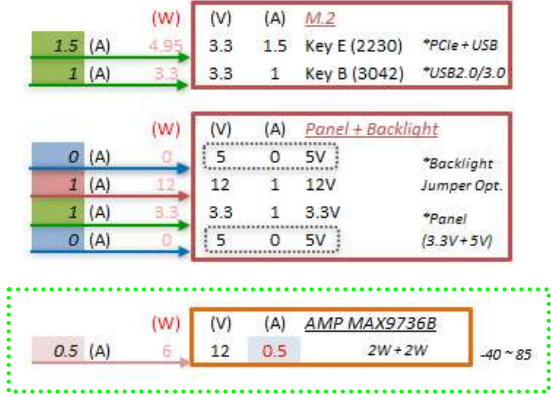 (W) (V) (A) M.2
1.5 (A) 4.95 3.3 1.5 Key E (2230) *PCIe + USB
1 (A) 3.3 3.3 1 Key B (3042) *USB2.0/3.0
(W) (V) (A) Panel + Backlight
0 (A) 0 5 0 5V
*Backlight
1 (A) 12 12 1 12V Jumper Opt.
1 (A) 3.3 3.3 1 3.3V *Panel
0 (A) 0 5 0 5V (3.3V + 5V)
(W) (V) (A) AMP MAX9736B
0.5 (A) 6 12 0.5 2W + 2W -40 ~ 85